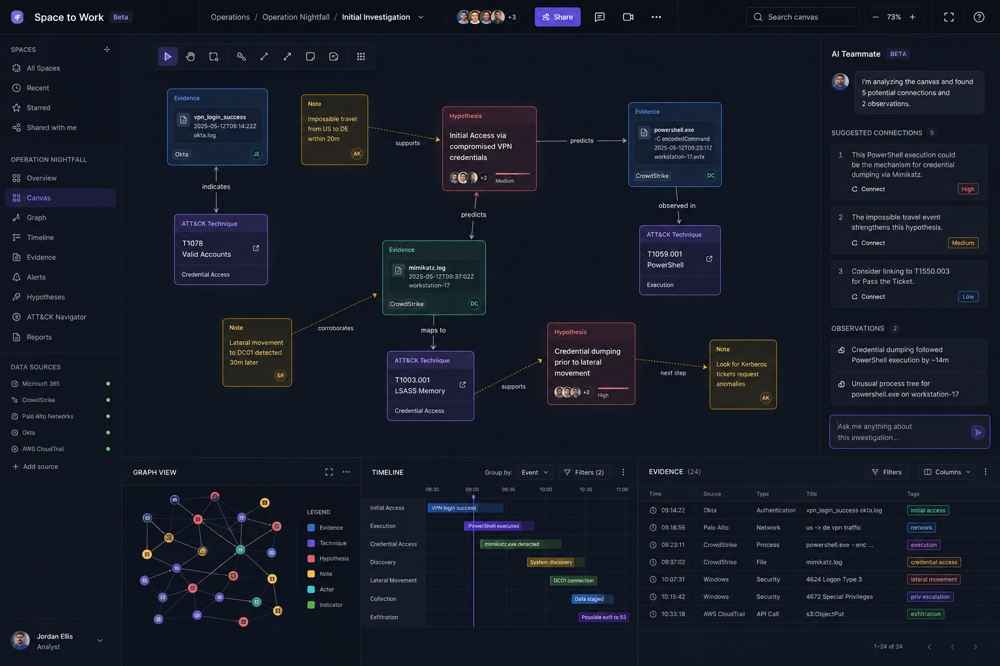 Space to Work Beta
Operations / Operation Nightfall / Initial Investigation
+3
Share
Search canvas
73%
SPACES
All Spaces
Recent
Starred
Shared with me
OPERATION NIGHTFALL
Overview
Canvas
Graph
Timeline
Evidence
Alerts
Hypotheses
ATT&CK Navigator
Reports
DATA SOURCES
Microsoft 365
CrowdStrike
Palo Alto Networks
Okta
AWS CloudTrail
+ Add source
Jordan Ellis
Analyst
Evidence
vpn_login_success
2025-05-12T09:14:22Z
okta.log
Okta
JE
indicates
ATT&CK Technique
T1078
Valid Accounts
Credential Access
Note
Impossible travel
from US to DE
within 20m
AK
supports
Hypothesis
Initial Access via
compromised VPN
credentials
+2
Medium
predicts
Evidence
powershell.exe
-C encodedCommand
2025-05-12T09:23:11Z
workstation-17.evtx
CrowdStrike
DC
observed in
ATT&CK Technique
T1059.001
PowerShell
Execution
predicts
Evidence
mimikatz.log
2025-05-12T09:37:02Z
workstation-17
CrowdStrike
DC
Note
Lateral movement
to DC01 detected
30m later
SR
corroborates
maps to
ATT&CK Technique
T1003.001
LSASS Memory
Credential Access
supports
Hypothesis
Credential dumping
prior to lateral
movement
+2
High
next step
Note
Look for Kerberos
tickets request
anomalies
AK
AI Teammate BETA
I'm analyzing the canvas and found
5 potential connections and
2 observations.
SUGGESTED CONNECTIONS 5
1 This PowerShell execution could
be the mechanism for credential
dumping via Mimikatz.
Connect High
2 The impossible travel event
strengthens this hypothesis.
Connect Medium
3 Consider linking to T1550.003
for Pass the Ticket.
Connect Low
OBSERVATIONS 2
Credential dumping followed
PowerShell execution by ~14m
Unusual process tree for
powershell.exe on workstation-17
Ask me anything about
this investigation...
GRAPH VIEW
LEGEND
Evidence
Technique
Hypothesis
Note
Actor
Indicator
TIMELINE
Group by: Event
Filters (2)
08:30 09:00 09:30 10:00 10:30 11:00
Initial Access VPN login success
Execution PowerShell executed
Credential Access mimikatz.exe detected
Discovery System discovery
Lateral Movement DC01 connection
Collection Data staged
Exfiltration Possible exfil to S3
EVIDENCE (24)
Filters
Columns
Time Source Type Title Tags
09:14:22 Okta Authentication vpn_login_success okta.log initial access
09:18:55 Palo Alto Network us -> de vpn traffic network
09:23:11 CrowdStrike Process powershell.exe -enc ... execution
09:37:02 CrowdStrike File mimikatz.log credential access
10:07:31 Windows Security 4624 Logon Type 3 lateral movement
10:15:42 Windows Security 4672 Special Privileges priv escalation
10:33:18 AWS CloudTrail API Call s3:ObjectPut exfiltration
1-24 of 24